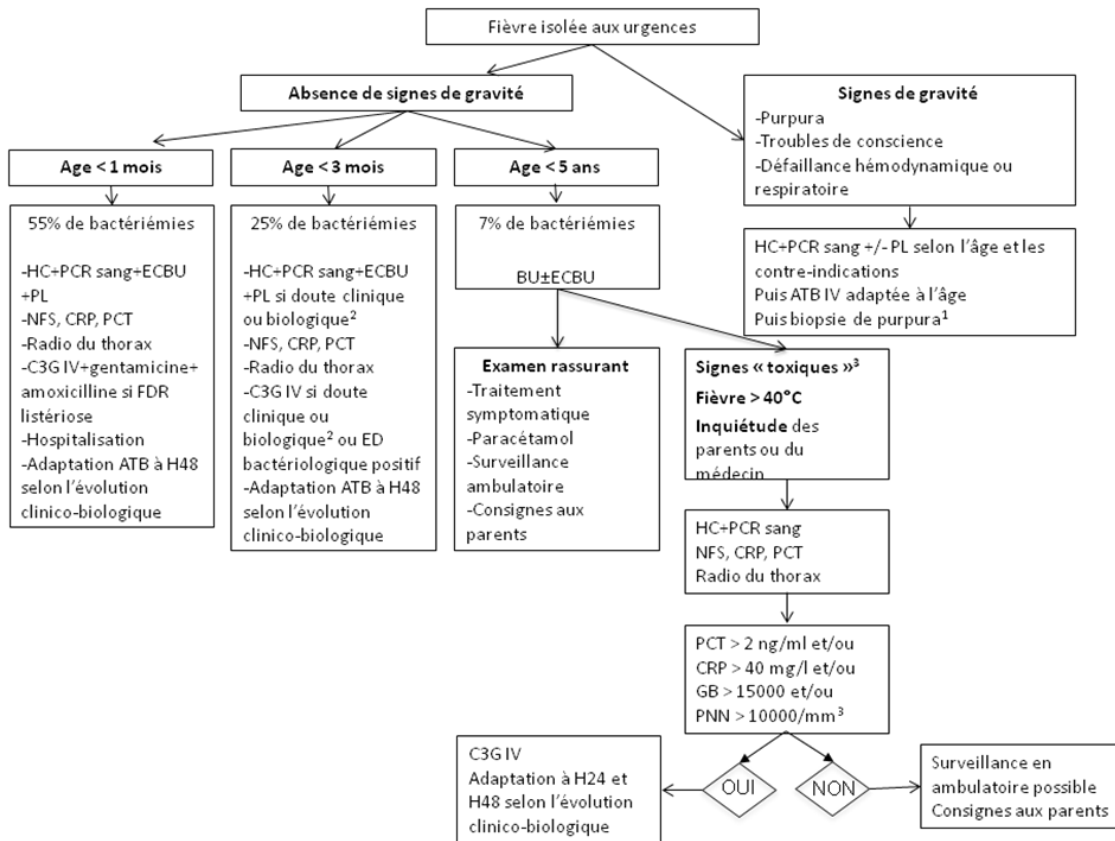 Fièvre isolée aux urgences
Absence de signes de gravité
Signes de gravité
-Purpura
-Troubles de conscience
-Défaillance hémodynamique ou
respiratoire
Age < 1 mois
Age < 3 mois
Age < 5 ans
55% de bactériémies
-HC+PCR sang+ECBU
+PL
-NFS, CRP, PCT
-Radio du thorax
-C3G IV+gentamicine+
amoxicilline si FDR
listériose
-Hospitalisation
-Adaptation ATB à H48
selon l'évolution
clinico-biologique
25% de bactériémies
-HC+PCR sang+ECBU
+PL si doute clinique
ou biologique²
-NFS, CRP, PCT
-Radio du thorax
-C3G IV si doute
clinique ou
biologique² ou ED
bactériologique positif
-Adaptation ATB à H48
selon l'évolution
clinico-biologique
7% de bactériémies
BU±ECBU
HC+PCR sang +/- PL selon l'âge et les
contre-indications
Puis ATB IV adaptée à l'âge
Puis biopsie de purpura¹
Examen rassurant
-Traitement
symptomatique
-Paracétamol
-Surveillance
ambulatoire
-Consignes aux
parents
Signes « toxiques »³
Fièvre > 40°C
Inquiétude des
parents ou du
médecin
HC+PCR sang
NFS, CRP, PCT
Radio du thorax
PCT > 2 ng/ml et/ou
CRP > 40 mg/l et/ou
GB > 15000 et/ou
PNN > 10000/mm³
OUI
NON
C3G IV
Adaptation à H24 et
H48 selon l'évolution
clinico-biologique
Surveillance en
ambulatoire possible
Consignes aux parents